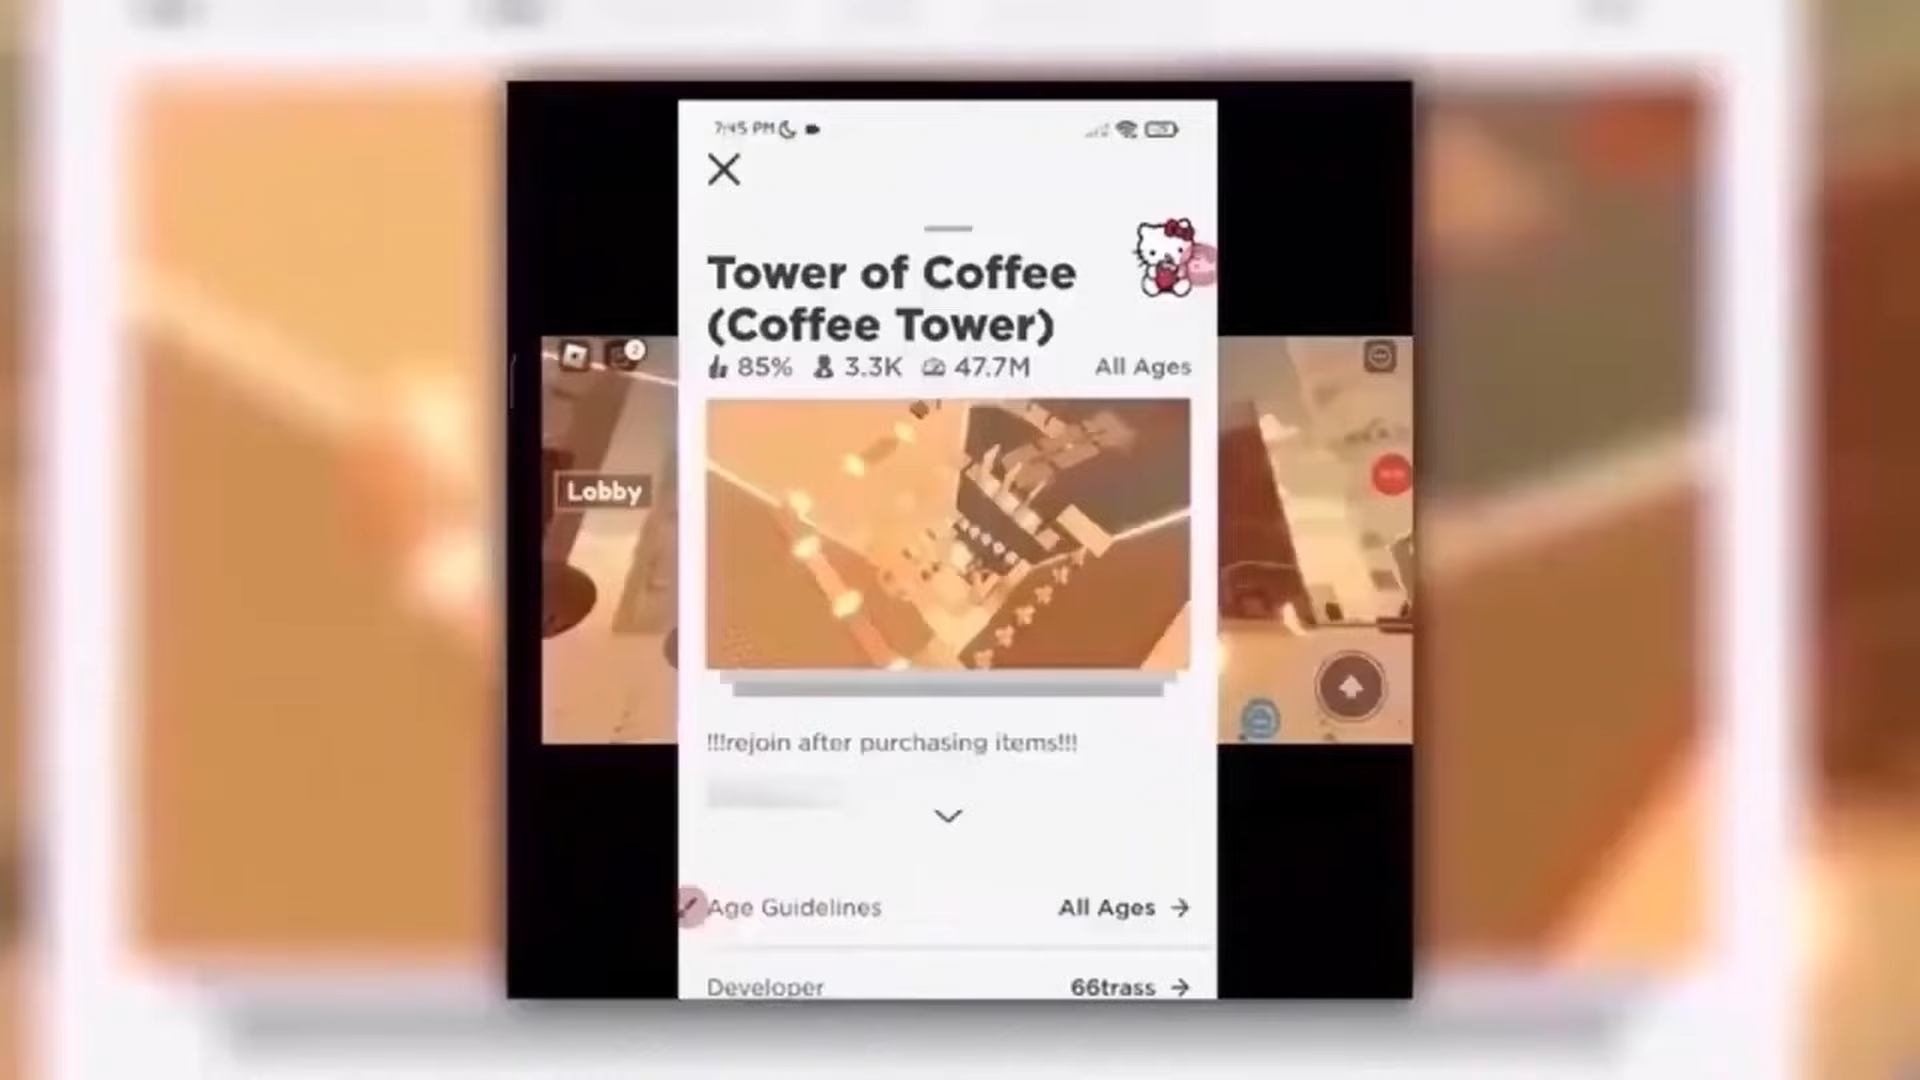 7:45 PM
Tower of Coffee
(Coffee Tower)
85% 3.3K 47.7M All Ages
2
Lobby
!!!rejoin after purchasing items!!!
Age Guidelines All Ages
Developer 66trass